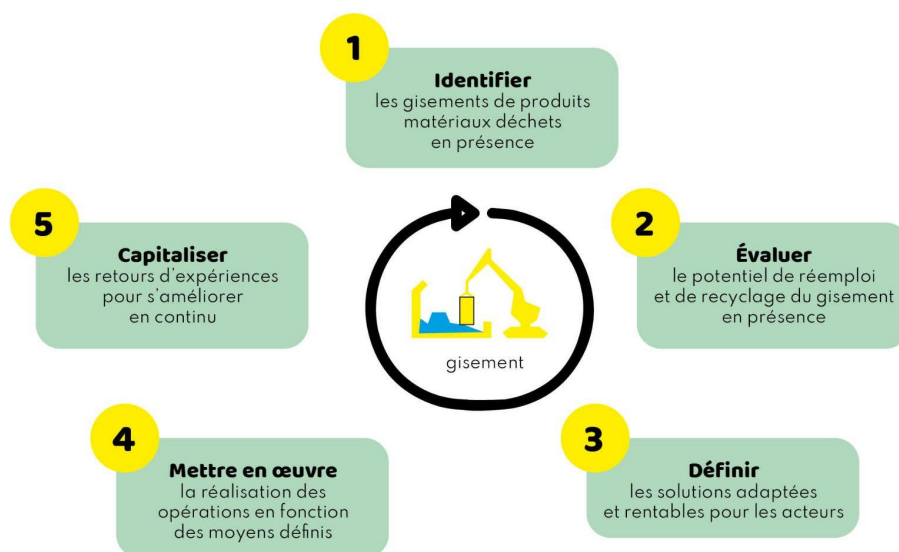 1
Identifier
les gisements de produits
matériaux déchets
en présence
2
Évaluer
le potentiel de réemploi
et de recyclage du gisement
en présence
3
Définir
les solutions adaptées
et rentables pour les acteurs
4
Mettre en œuvre
la réalisation des
opérations en fonction
des moyens définis
5
Capitaliser
les retours d'expériences
pour s'améliorer
en continu
gisement